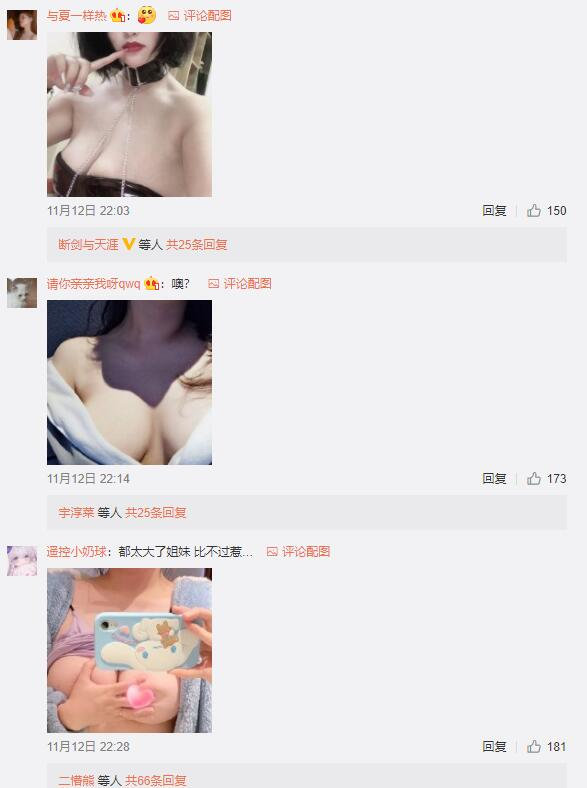 与夏一样热：评论配图
11月12日 22:03 回复 150
断剑与天涯 等人 共25条回复
请你亲亲我呀qwq：噢？ 评论配图
11月12日 22:14 回复 173
宇淳菜 等人 共25条回复
遥控小奶球：都太大了姐妹 比不过惹... 评论配图
11月12日 22:28 回复 181
二懵熊 等人 共66条回复